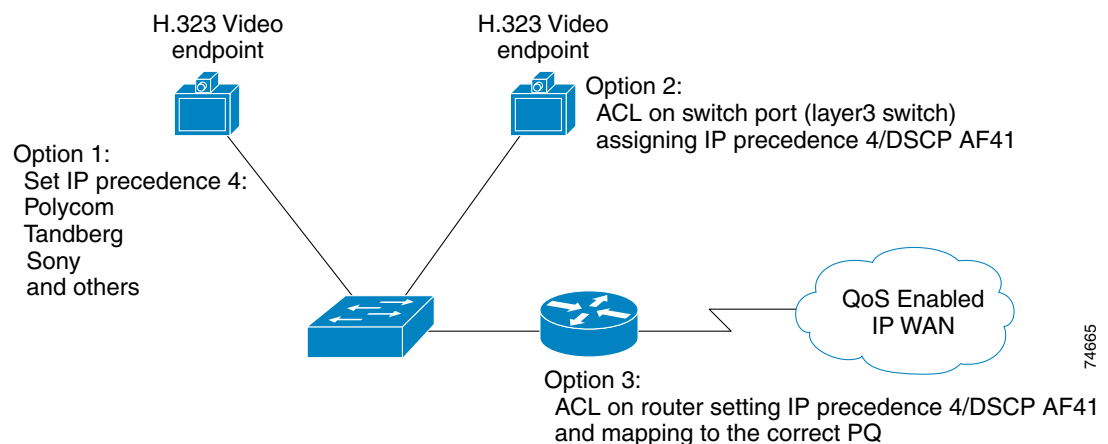 H.323 Video
endpoint
H.323 Video
endpoint
Option 1:
Set IP precedence 4:
Polycom
Tandberg
Sony
and others
Option 2:
ACL on switch port (layer3 switch)
assigning IP precedence 4/DSCP AF41
QoS Enabled
IP WAN
Option 3:
ACL on router setting IP precedence 4/DSCP AF41
and mapping to the correct PQ
74665